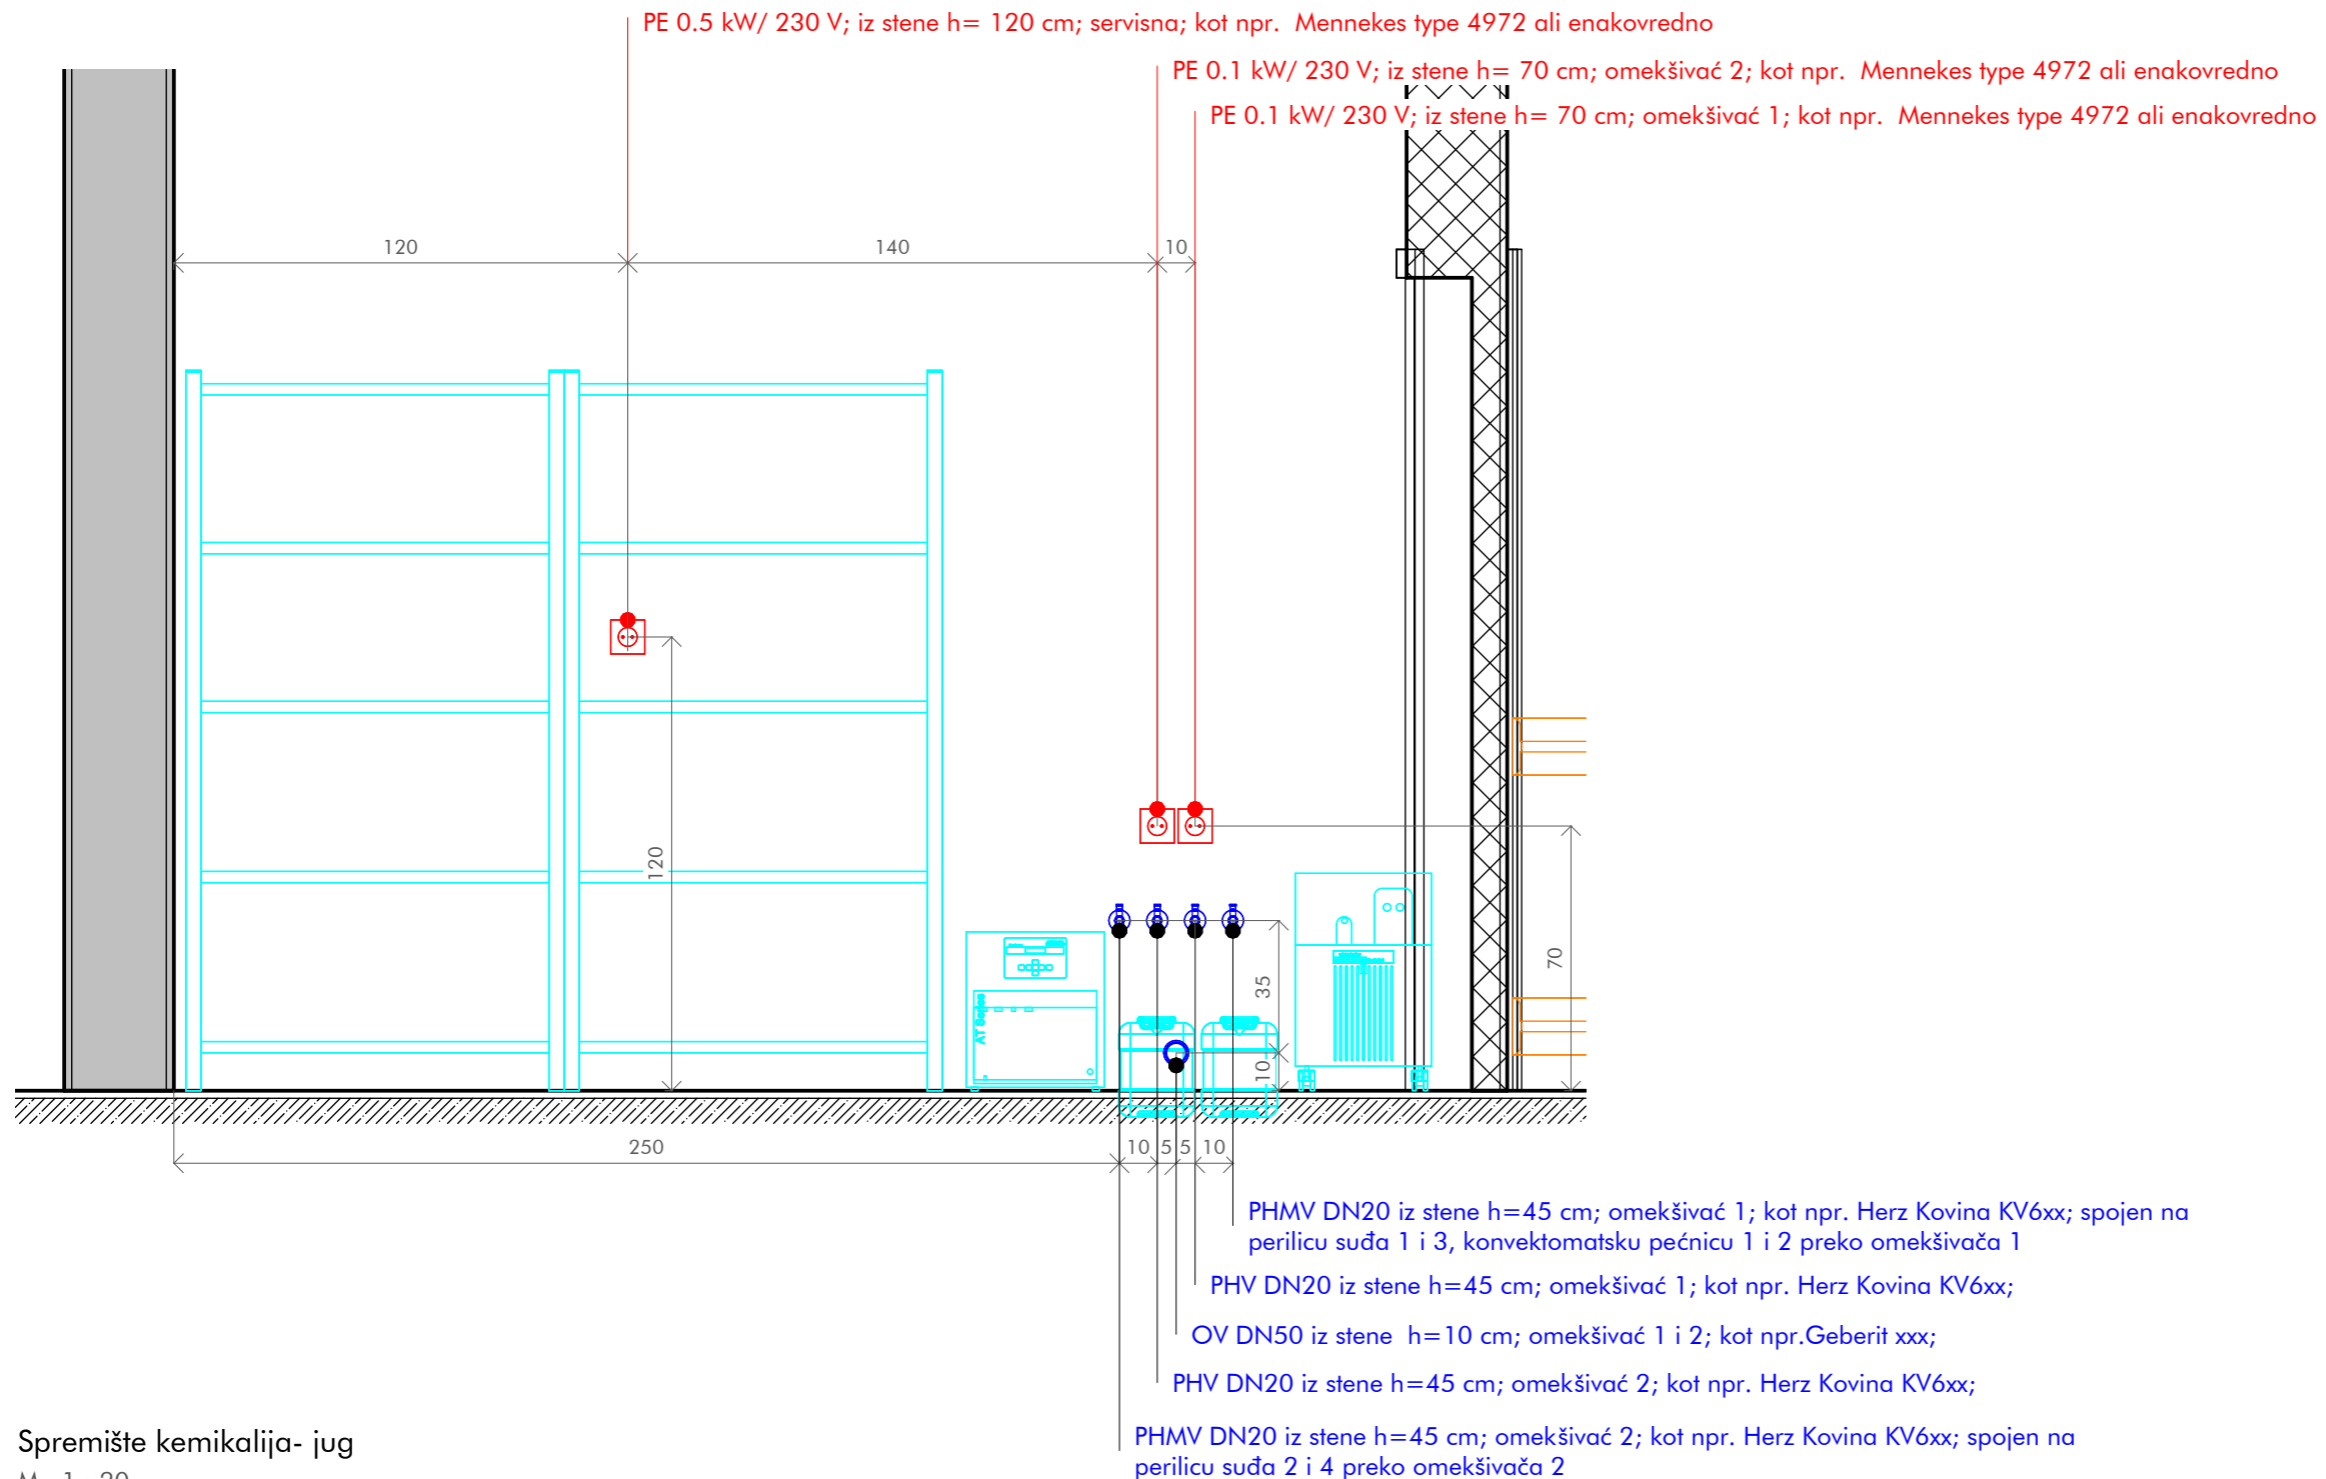 PE 0.5 kW/ 230 V; iz stene h= 120 cm; servisna; kot npr.  Mennekes type 4972 ali enakovredno
PE 0.1 kW/ 230 V; iz stene h= 70 cm; omekšivać 2; kot npr.  Mennekes type 4972 ali enakovredno
PE 0.1 kW/ 230 V; iz stene h= 70 cm; omekšivać 1; kot npr.  Mennekes type 4972 ali enakovredno
120
140
10
120
70
35
10
AT Series
250
10
5
5
10
PHMV DN20 iz stene h=45 cm; omekšivać 1; kot npr. Herz Kovina KV6xx; spojen na
perilicu suđa 1 i 3, konvektomatsku pećnicu 1 i 2 preko omekšivača 1
PHV DN20 iz stene h=45 cm; omekšivać 1; kot npr. Herz Kovina KV6xx;
OV DN50 iz stene  h=10 cm; omekšivać 1 i 2; kot npr.Geberit xxx;
PHV DN20 iz stene h=45 cm; omekšivać 2; kot npr. Herz Kovina KV6xx;
PHMV DN20 iz stene h=45 cm; omekšivać 2; kot npr. Herz Kovina KV6xx; spojen na
perilicu suđa 2 i 4 preko omekšivača 2
Spremište kemikalija- jug